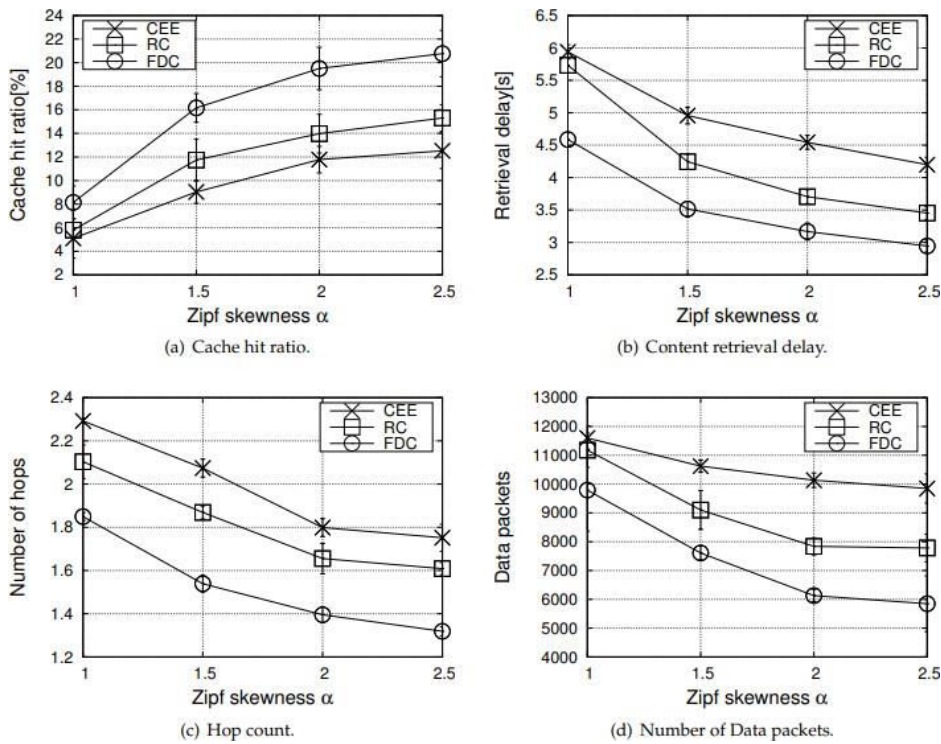 24
22
20
18
16
14
12
10
8
6
4
2
CEE
RC
FDC
Cache hit ratio[%]
1
1.5
2
2.5
Zipf skewness α
(a) Cache hit ratio.
6.5
6
5.5
5
4.5
4
3.5
3
2.5
CEE
RC
FDC
Retrieval delay[s]
1
1.5
2
2.5
Zipf skewness α
(b) Content retrieval delay.
2.4
2.2
2
1.8
1.6
1.4
1.2
CEE
RC
FDC
Number of hops
1
1.5
2
2.5
Zipf skewness α
(c) Hop count.
13000
12000
11000
10000
9000
8000
7000
6000
5000
4000
CEE
RC
FDC
Data packets
1
1.5
2
2.5
Zipf skewness α
(d) Number of Data packets.